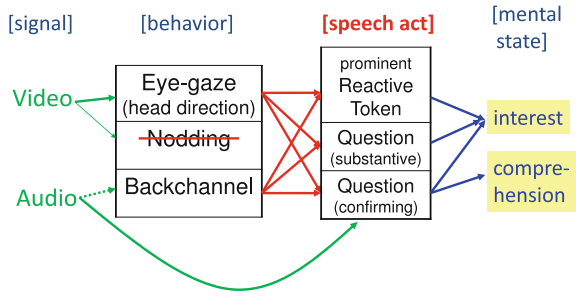 [signal]
[behavior]
[speech act]
[mental
state]
Video
Audio
Eye-gaze
(head direction)
Nodding
Backchannel
prominent
Reactive
Token
Question
(substantive)
Question
(confirming)
interest
compre-
hension